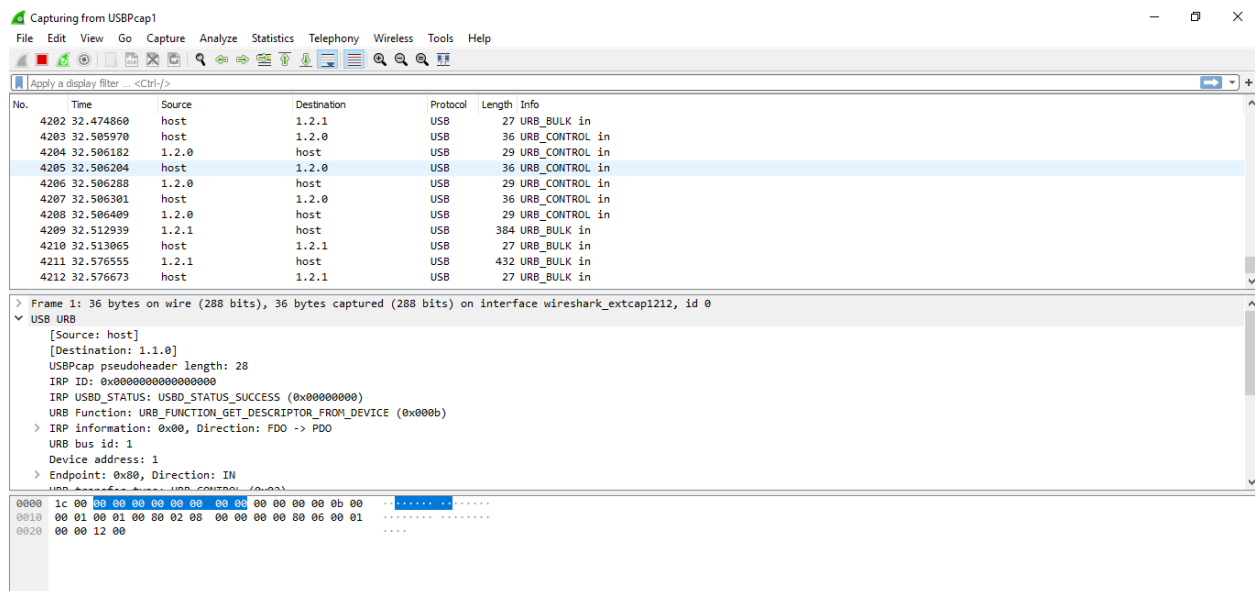 Capturing from USBPcap1
File Edit View Go Capture Analyze Statistics Telephony Wireless Tools Help
Apply a display filter ... <Ctrl-/>
No. Time Source Destination Protocol Length Info
4202 32.474860 host 1.2.1 USB 27 URB_BULK in
4203 32.505970 host 1.2.0 USB 36 URB_CONTROL in
4204 32.506182 1.2.0 host USB 29 URB_CONTROL in
4205 32.506204 host 1.2.0 USB 36 URB_CONTROL in
4206 32.506288 1.2.0 host USB 29 URB_CONTROL in
4207 32.506301 host 1.2.0 USB 36 URB_CONTROL in
4208 32.506409 1.2.0 host USB 29 URB_CONTROL in
4209 32.512939 1.2.1 host USB 384 URB_BULK in
4210 32.513065 host 1.2.1 USB 27 URB_BULK in
4211 32.576555 1.2.1 host USB 432 URB_BULK in
4212 32.576673 host 1.2.1 USB 27 URB_BULK in
Frame 1: 36 bytes on wire (288 bits), 36 bytes captured (288 bits) on interface wireshark_extcap1212, id 0
USB URB
[Source: host]
[Destination: 1.1.0]
USBPcap pseudoheader length: 28
IRP ID: 0x0000000000000000
IRP USBD_STATUS: USBD_STATUS_SUCCESS (0x00000000)
URB Function: URB_FUNCTION_GET_DESCRIPTOR_FROM_DEVICE (0x000b)
IRP information: 0x00, Direction: FDO -> PDO
URB bus id: 1
Device address: 1
Endpoint: 0x80, Direction: IN
URB transfer type: URB_CONTROL (0x02)
0000 1c 00 00 00 00 00 00 00 00 00 00 00 00 00 0b 00 ········ ········
0010 00 01 00 01 00 80 02 08 00 00 00 00 80 06 00 01 ········ ········
0020 00 00 12 00 ····